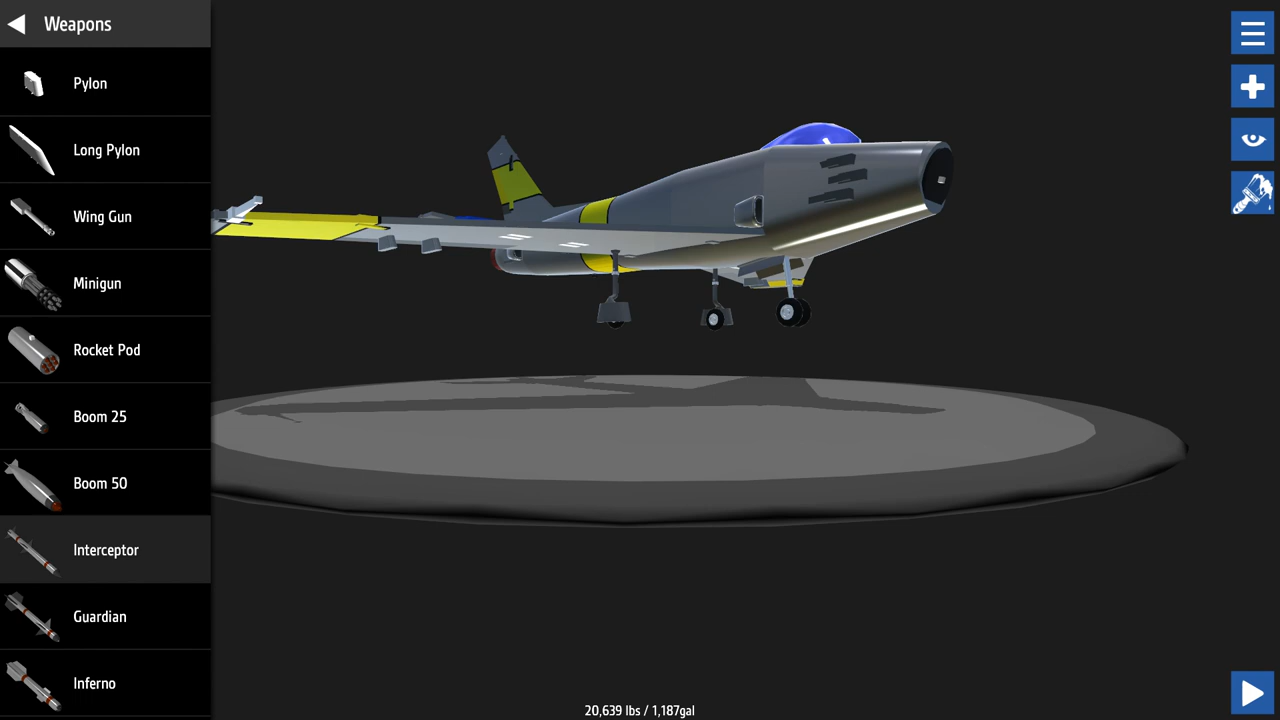 Weapons
Pylon
Long Pylon
Wing Gun
Minigun
Rocket Pod
Boom 25
Boom 50
Interceptor
Guardian
Inferno
20,639 lbs / 1,187gal